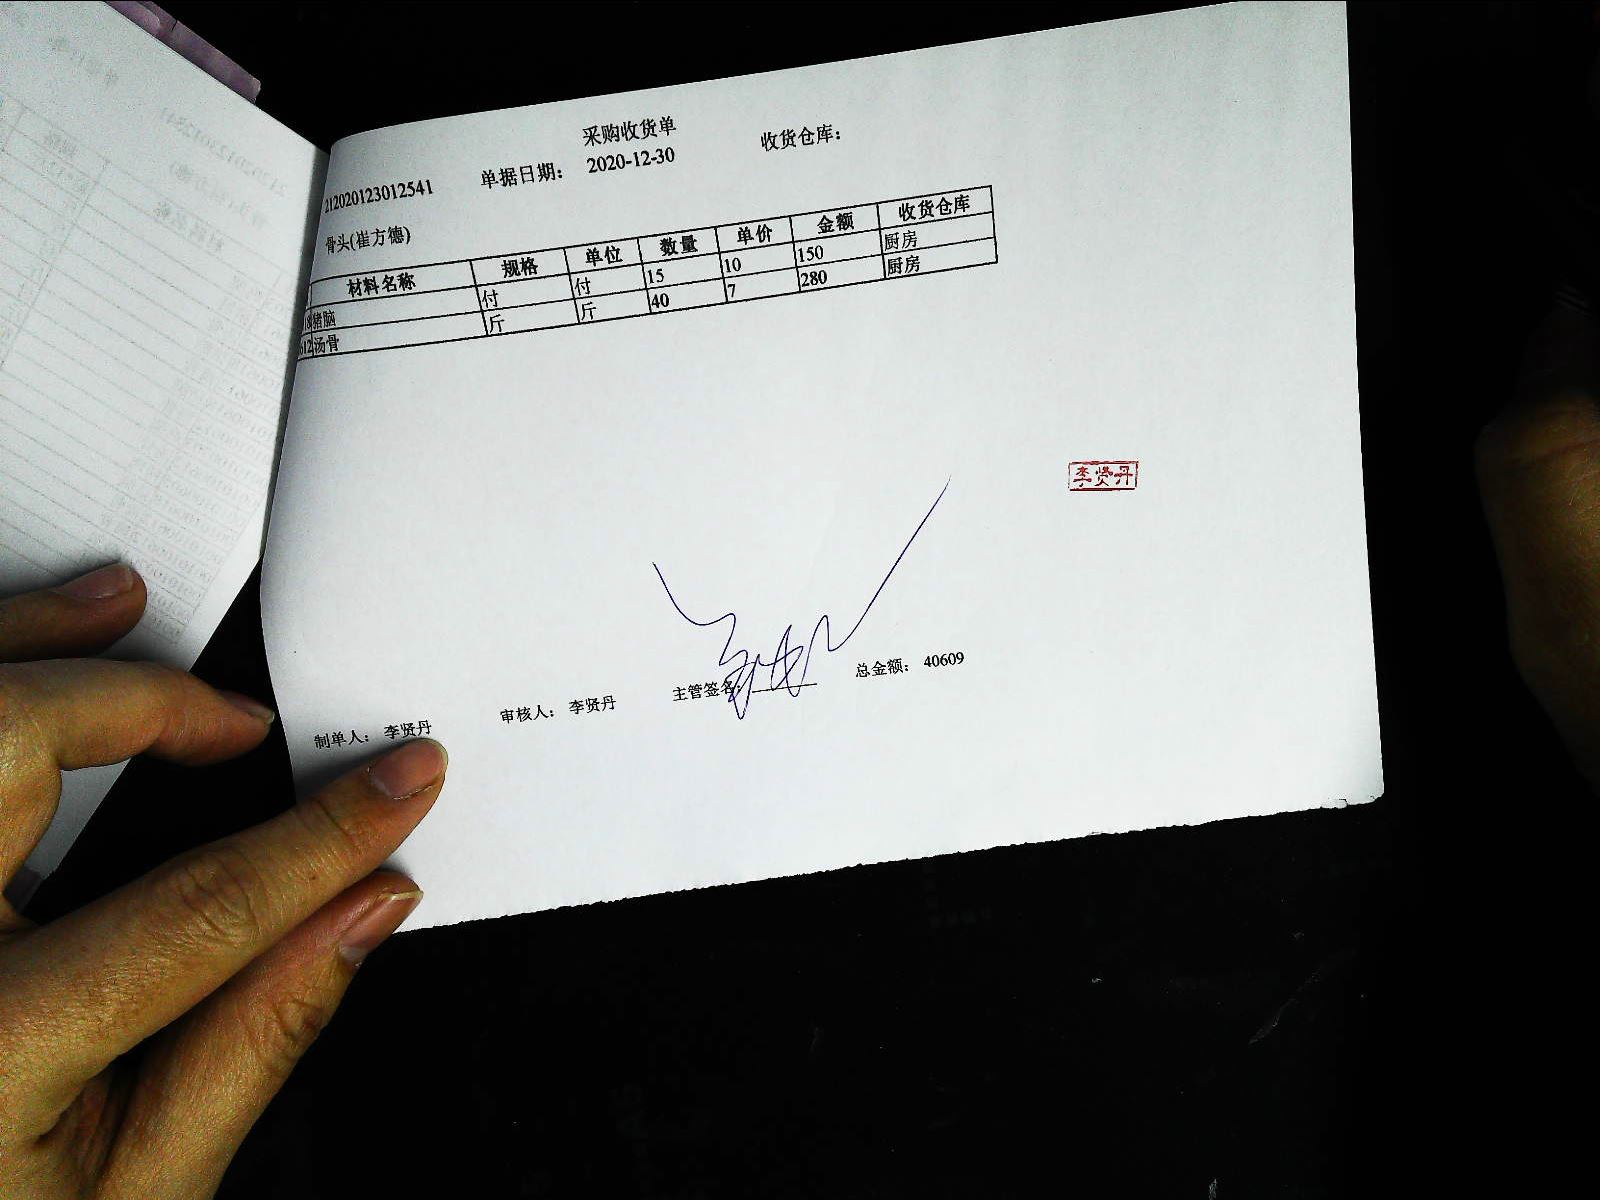 采购收货单
212020123012541 单据日期： 2020-12-30 收货仓库：
骨头(崔方德)
材料名称 规格 单位 数量 单价 金额 收货仓库
猪脑 付 付 15 10 150 厨房
汤骨 斤 斤 40 7 280 厨房
李贤丹
制单人： 李贤丹 审核人： 李贤丹 主管签名： 总金额： 40609